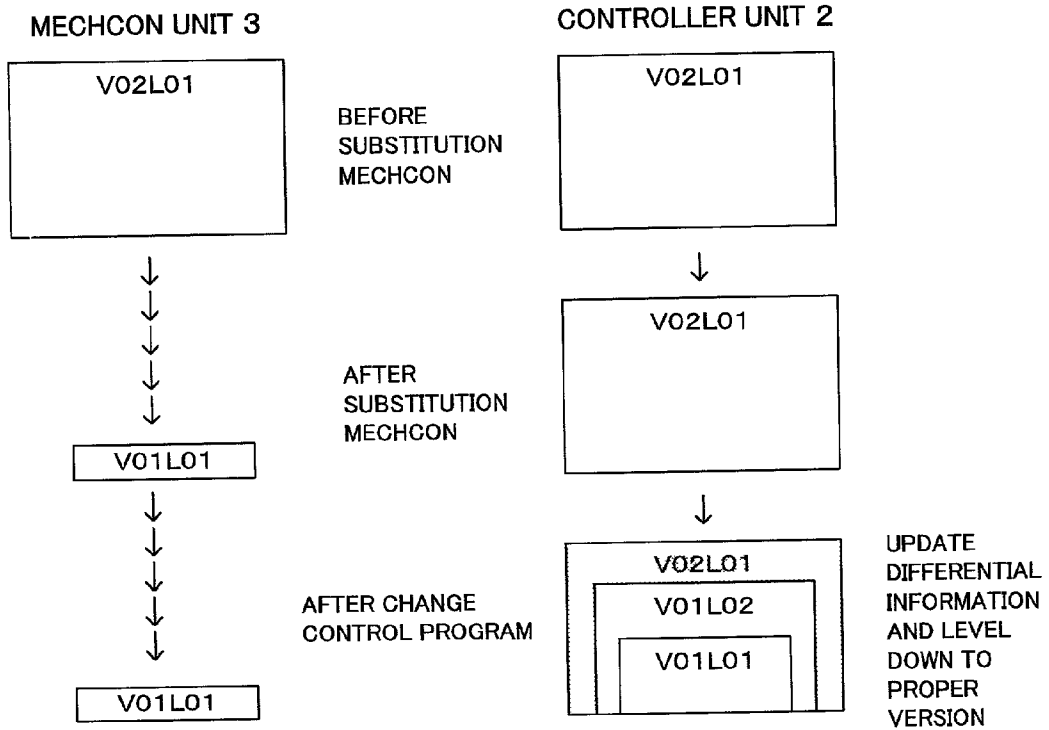 MECHCON UNIT 3
CONTROLLER UNIT 2
V02L01
BEFORE
SUBSTITUTION
MECHCON
V02L01
AFTER
SUBSTITUTION
MECHCON
V02L01
V01L01
AFTER CHANGE
CONTROL PROGRAM
V02L01
V01L02
V01L01
UPDATE
DIFFERENTIAL
INFORMATION
AND LEVEL
DOWN TO
PROPER
VERSION
V01L01